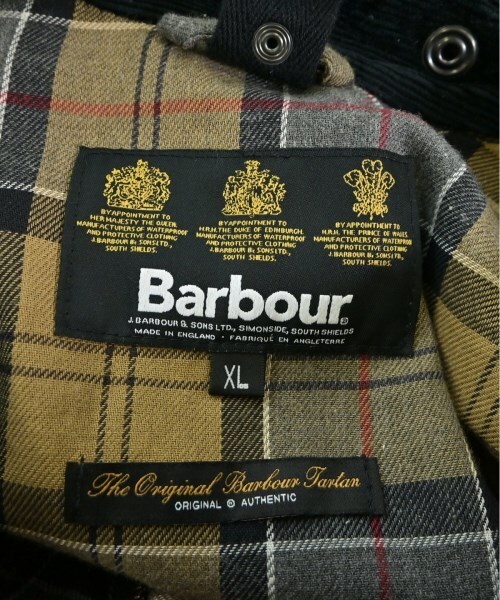 BY APPOINTMENT TO
HER MAJESTY THE QUEEN
MANUFACTURERS OF WATERPROOF
AND PROTECTIVE CLOTHING
J. BARBOUR & SONS LTD.,
SOUTH SHIELDS.
BY APPOINTMENT TO
H.R.H. THE DUKE OF EDINBURGH.
MANUFACTURERS OF WATERPROOF
AND PROTECTIVE CLOTHING
J. BARBOUR & SONS LTD.,
SOUTH SHIELDS.
BY APPOINTMENT TO
H.R.H. THE PRINCE OF WALES
MANUFACTURERS OF WATERPROOF
AND PROTECTIVE CLOTHING
J. BARBOUR & SONS LTD.,
SOUTH SHIELDS.
Barbour®
J. BARBOUR & SONS LTD., SIMONSIDE, SOUTH SHIELDS
MADE IN ENGLAND · FABRIQUÉ EN ANGLETERRE
XL
The Original Barbour Tartan
ORIGINAL ® AUTHENTIC